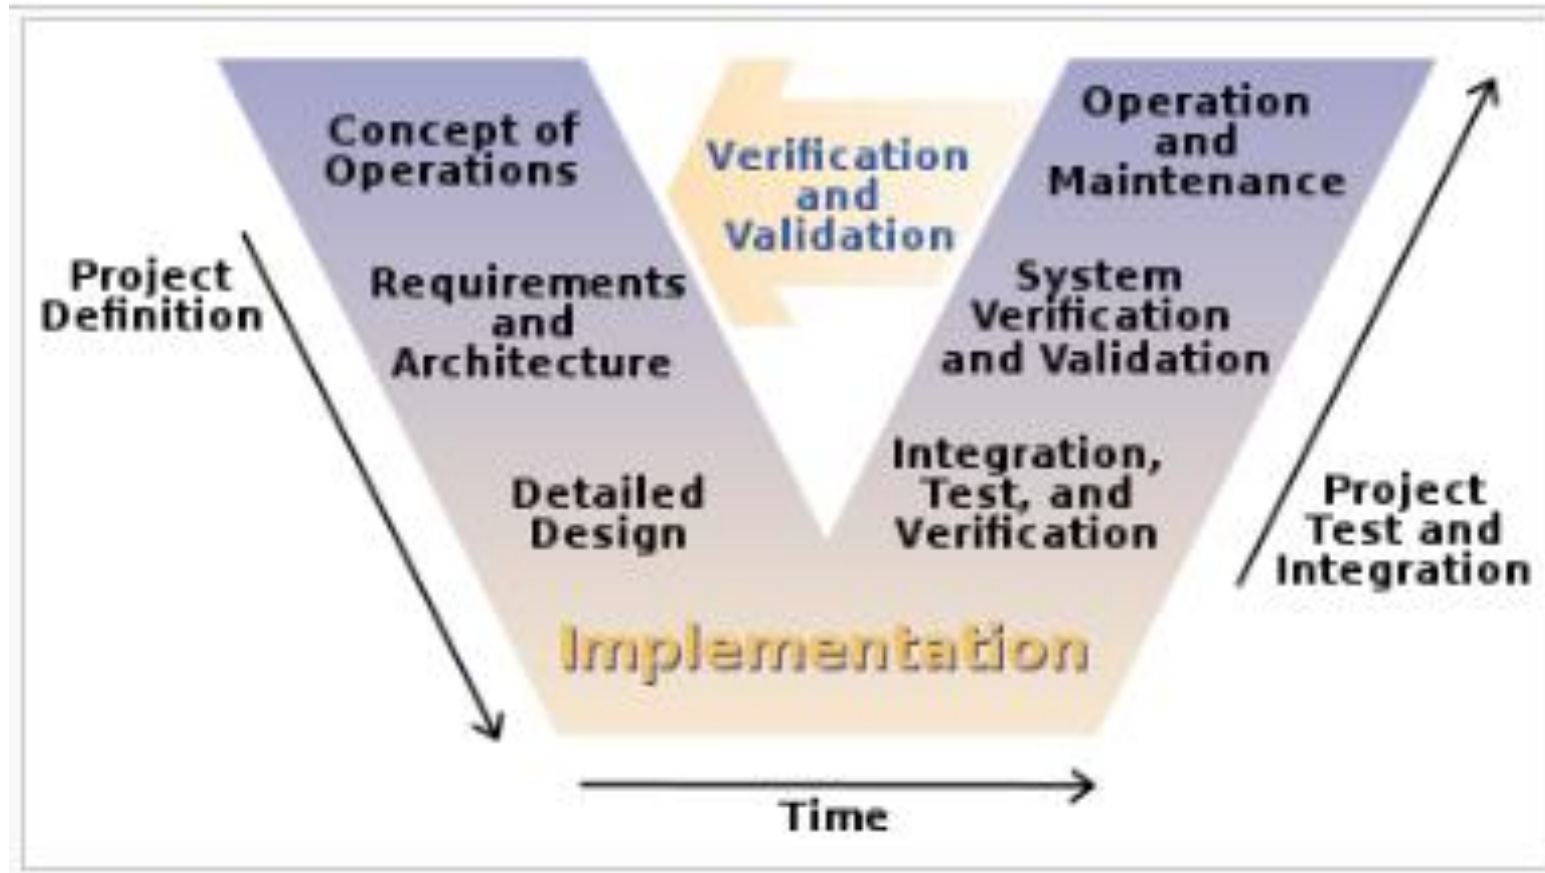 Concept of
Operations
Verification
and
Validation
Operation
and
Maintenance
Project
Definition
Requirements
and
Architecture
System
Verification
and Validation
Detailed
Design
Integration,
Test, and
Verification
Project
Test and
Integration
Implementation
Time